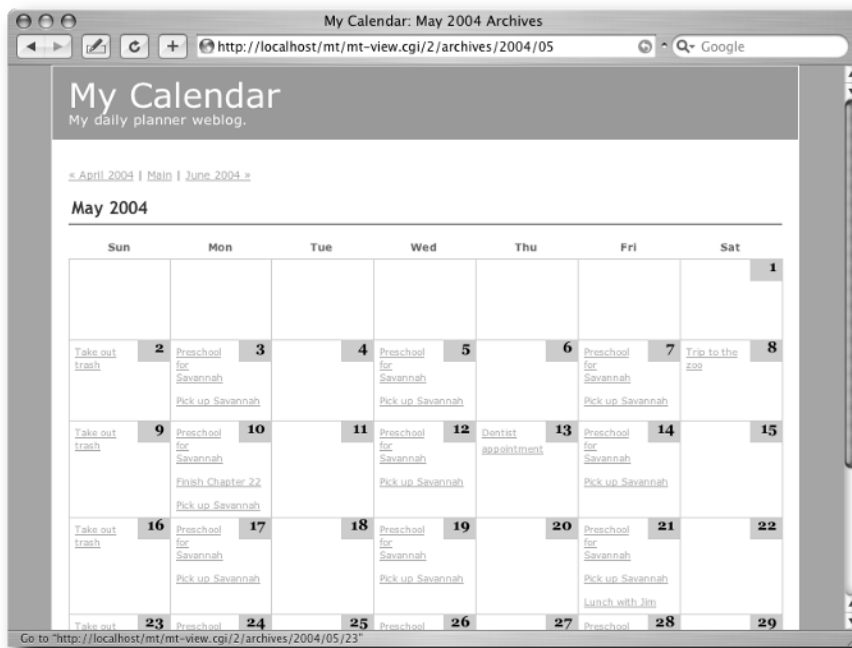 My Calendar: May 2004 Archives
http://localhost/mt/mt-view.cgi/2/archives/2004/05
Google
My Calendar
My daily planner weblog.
« April 2004 | Main | June 2004 »
May 2004
Sun Mon Tue Wed Thu Fri Sat
1
2
Take out
trash
3
Preschool
for
Savannah
Pick up Savannah
4
5
Preschool
for
Savannah
Pick up Savannah
6
7
Preschool
for
Savannah
Pick up Savannah
8
Trip to the
zoo
9
Take out
trash
10
Preschool
for
Savannah
Finish Chapter 22
Pick up Savannah
11
12
Preschool
for
Savannah
Pick up Savannah
13
Dentist
appointment
14
Preschool
for
Savannah
Pick up Savannah
15
16
Take out
trash
17
Preschool
for
Savannah
Pick up Savannah
18
19
Preschool
for
Savannah
Pick up Savannah
20
21
Preschool
for
Savannah
Pick up Savannah
Lunch with Jim
22
23
Take out
24
Preschool
25
26
Preschool
27
28
Preschool
29
Go to "http://localhost/mt/mt-view.cgi/2/archives/2004/05/23"